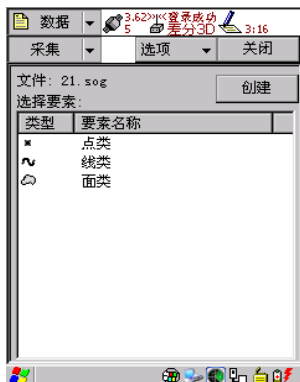 数据 3.62 登录成功
5 差分3D 3:16
采集 选项 关闭
文件: 21.sog 创建
选择要素:
类型 要素名称
点类
线类
面类